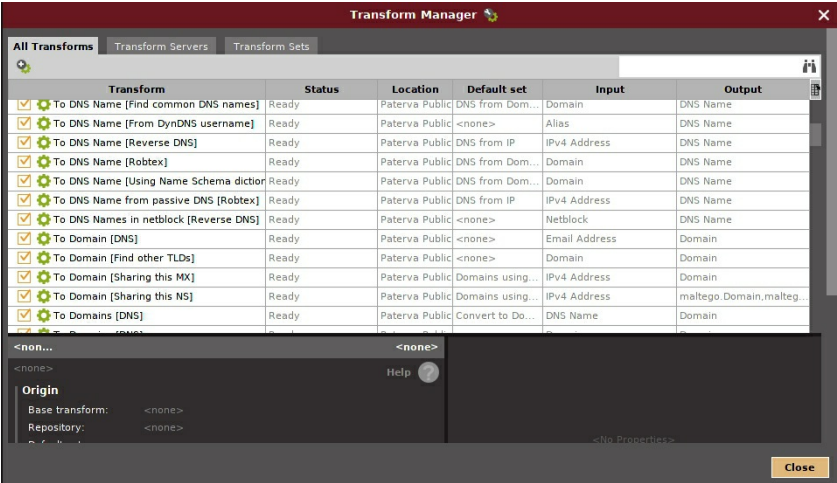 Transform Manager
All Transforms Transform Servers Transform Sets
Transform Status Location Default set Input Output
To DNS Name [Find common DNS names] Ready Paterva Public DNS from Dom... Domain DNS Name
To DNS Name [From DynDNS username] Ready Paterva Public <none> Alias DNS Name
To DNS Name [Reverse DNS] Ready Paterva Public DNS from IP IPv4 Address DNS Name
To DNS Name [Robtex] Ready Paterva Public DNS from Dom... Domain DNS Name
To DNS Name [Using Name Schema diction Ready Paterva Public DNS from Dom... Domain DNS Name
To DNS Name from passive DNS [Robtex] Ready Paterva Public DNS from IP IPv4 Address DNS Name
To DNS Names in netblock [Reverse DNS] Ready Paterva Public <none> Netblock DNS Name
To Domain [DNS] Ready Paterva Public <none> Email Address Domain
To Domain [Find other TLDs] Ready Paterva Public <none> Domain Domain
To Domain [Sharing this MX] Ready Paterva Public Domains using... IPv4 Address Domain
To Domain [Sharing this NS] Ready Paterva Public Domains using... IPv4 Address maltego.Domain,malteg...
To Domains [DNS] Ready Paterva Public Convert to Do... DNS Name Domain
<non... <none>
<none> Help ?
Origin
Base transform: <none>
Repository: <none>
<No Properties>
Close